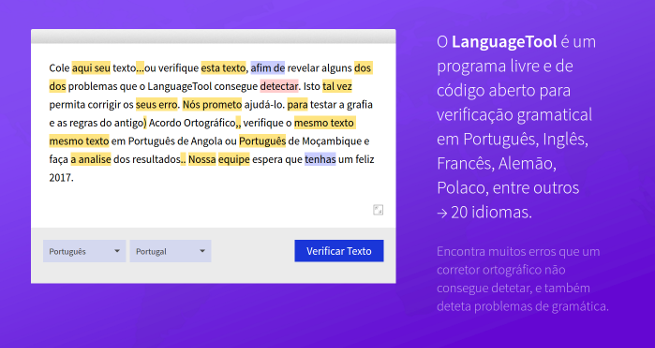 Cole aqui seu texto...ou verifique esta texto, afim de revelar alguns dos
dos problemas que o LanguageTool consegue detectar. Isto tal vez
permita corrigir os seus erro. Nós prometo ajudá-lo. para testar a grafia
e as regras do antigo) Acordo Ortográfico,, verifique o mesmo texto
mesmo texto em Português de Angola ou Português de Moçambique e
faça a analise dos resultados.. Nossa equipe espera que tenhas um feliz
2017.
Português
Portugal
Verificar Texto
O LanguageTool é um
programa livre e de
código aberto para
verificação gramatical
em Português, Inglês,
Francês, Alemão,
Polaco, entre outros
→ 20 idiomas.
Encontra muitos erros que um
corretor ortográfico não
consegue detetar, e também
deteta problemas de gramática.